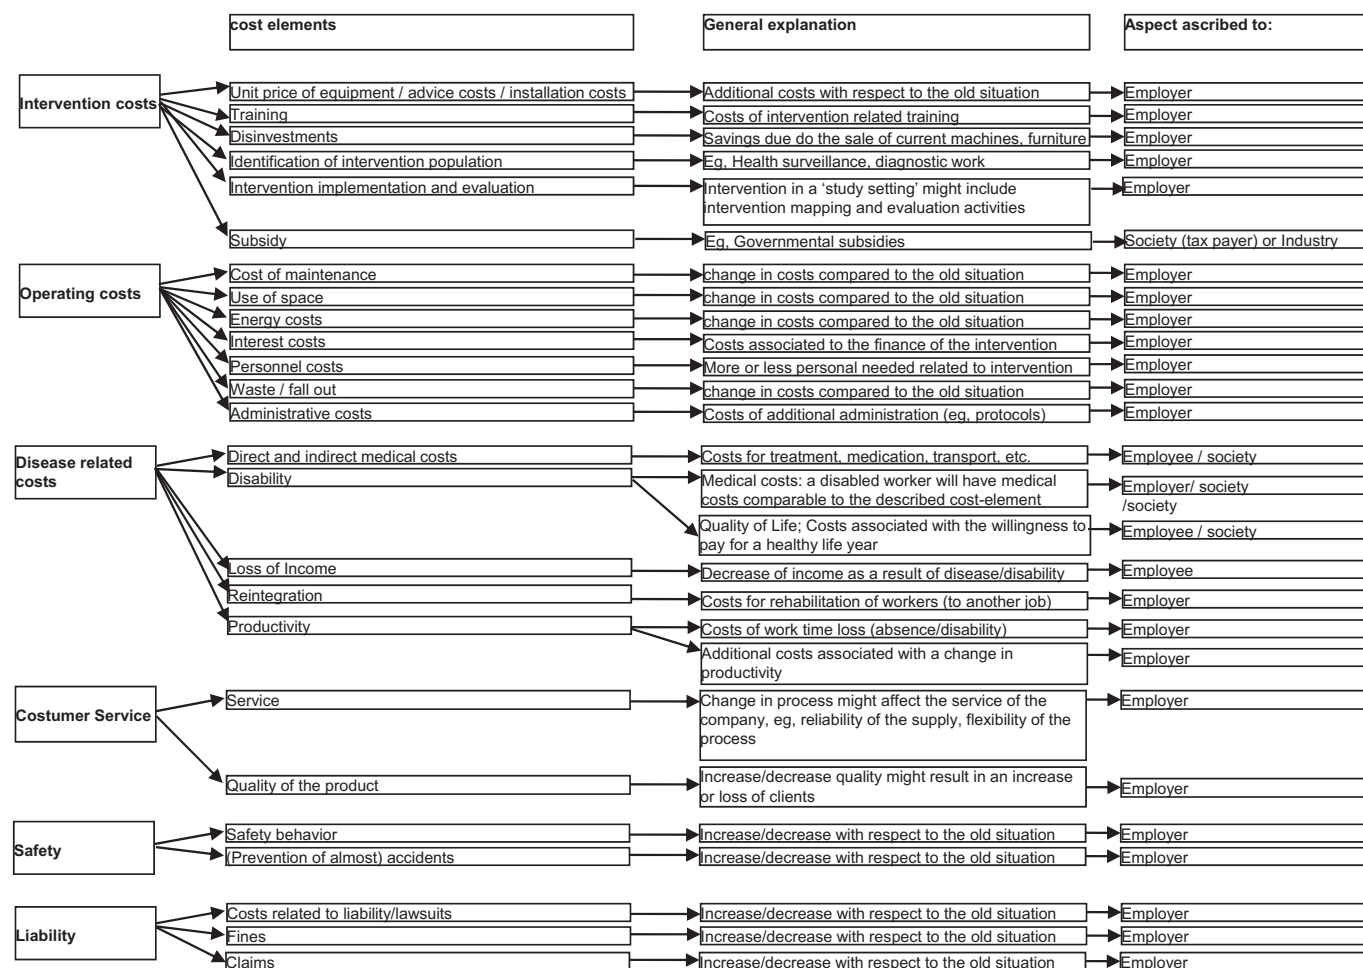 cost elements
General explanation
Aspect ascribed to:
Intervention costs
Unit price of equipment / advice costs / installation costs
Additional costs with respect to the old situation
Employer
Training
Costs of intervention related training
Employer
Disinvestments
Savings due do the sale of current machines, furniture
Employer
Identification of intervention population
Eg, Health surveillance, diagnostic work
Employer
Intervention implementation and evaluation
Intervention in a ‘study setting’ might include
intervention mapping and evaluation activities
Employer
Subsidy
Eg, Governmental subsidies
Society (tax payer) or Industry
Operating costs
Cost of maintenance
change in costs compared to the old situation
Employer
Use of space
change in costs compared to the old situation
Employer
Energy costs
change in costs compared to the old situation
Employer
Interest costs
Costs associated to the finance of the intervention
Employer
Personnel costs
More or less personal needed related to intervention
Employer
Waste / fall out
change in costs compared to the old situation
Employer
Administrative costs
Costs of additional administration (eg, protocols)
Employer
Disease related
costs
Direct and indirect medical costs
Costs for treatment, medication, transport, etc.
Employee / society
Disability
Medical costs: a disabled worker will have medical
costs comparable to the described cost-element
Employer/ society
/society
Quality of Life; Costs associated with the willingness to
pay for a healthy life year
Employee / society
Loss of Income
Decrease of income as a result of disease/disability
Employee
Reintegration
Costs for rehabilitation of workers (to another job)
Employer
Productivity
Costs of work time loss (absence/disability)
Employer
Additional costs associated with a change in
productivity
Employer
Costumer Service
Service
Change in process might affect the service of the
company, eg, reliability of the supply, flexibility of the
process
Employer
Quality of the product
Increase/decrease quality might result in an increase
or loss of clients
Employer
Safety
Safety behavior
Increase/decrease with respect to the old situation
Employer
(Prevention of almost) accidents
Increase/decrease with respect to the old situation
Employer
Liability
Costs related to liability/lawsuits
Increase/decrease with respect to the old situation
Employer
Fines
Increase/decrease with respect to the old situation
Employer
Claims
Increase/decrease with respect to the old situation
Employer